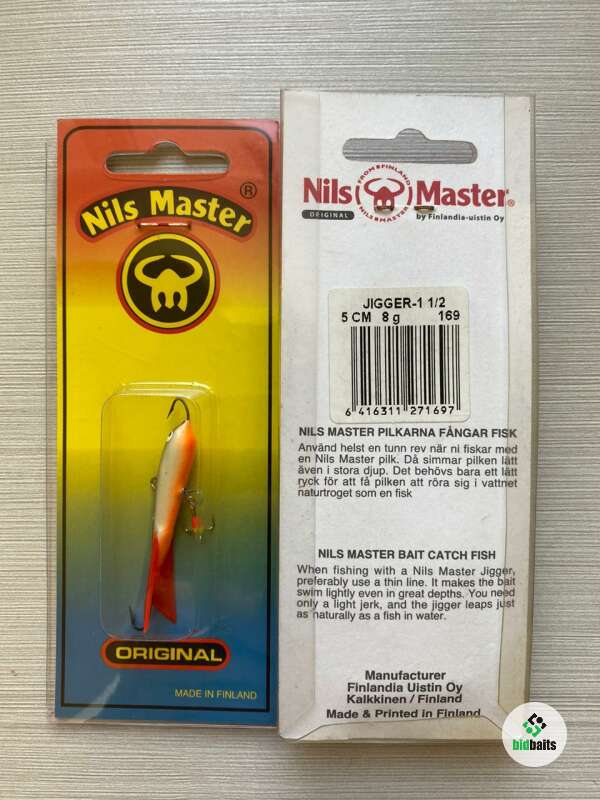 Nils Master
®
ORIGINAL
MADE IN FINLAND
Nils Master®
FROM FINLAND
NILS MASTER
ORIGINAL
by Finlandia-uistin Oy
JIGGER-1 1/2
5 CM 8 g 169
6 416311 271697
NILS MASTER PILKARNA FÅNGAR FISK
Använd helst en tunn rev när ni fiskar med
en Nils Master pilk. Då simmar pilken lätt
även i stora djup. Det behövs bara ett lätt
ryck för att få pilken att röra sig i vattnet
naturtroget som en fisk
NILS MASTER BAIT CATCH FISH
When fishing with a Nils Master Jigger,
preferably use a thin line. It makes the bait
swim lightly even in great depths. You need
only a light jerk, and the jigger leaps just
as naturally as a fish in water.
Manufacturer
Finlandia Uistin Oy
Kalkkinen / Finland
Made & Printed in Finland
bidbaits